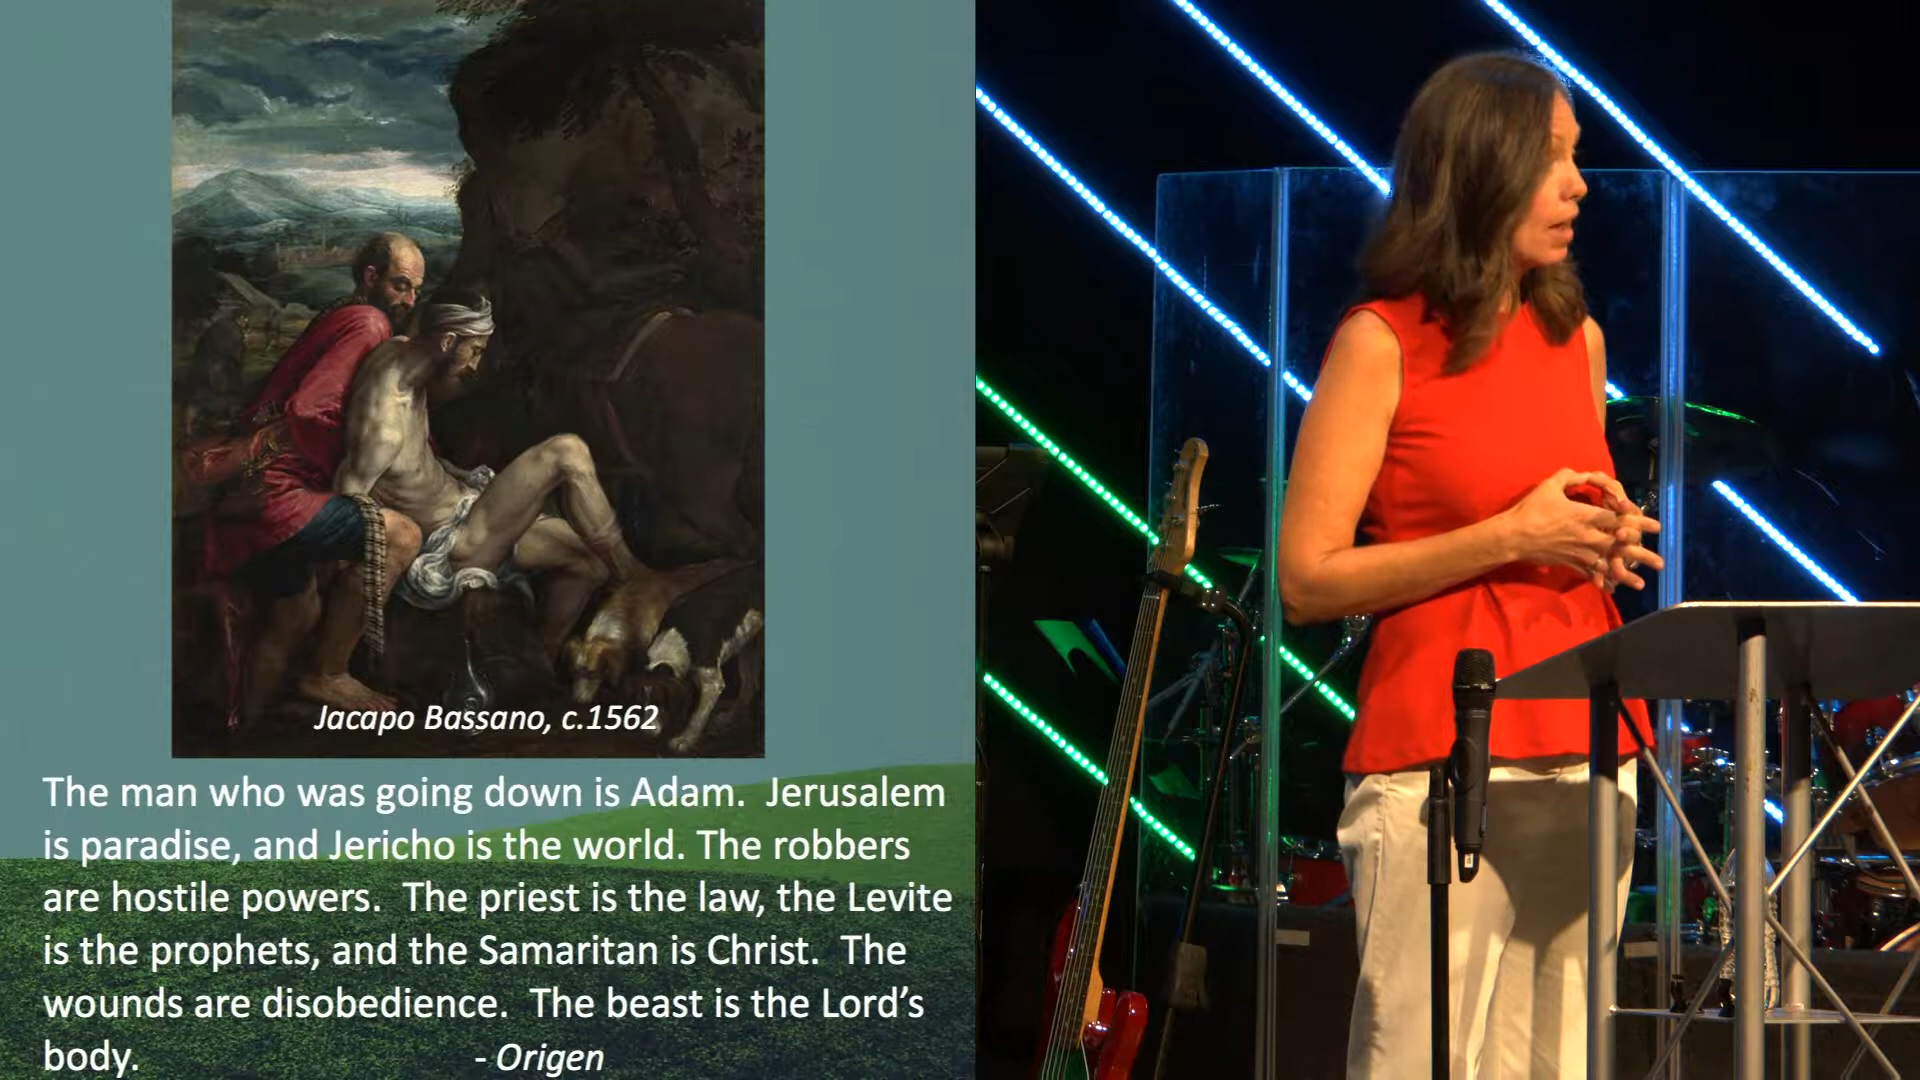 Jacapo Bassano, c.1562
The man who was going down is Adam.  Jerusalem
is paradise, and Jericho is the world. The robbers
are hostile powers.  The priest is the law, the Levite
is the prophets, and the Samaritan is Christ.  The
wounds are disobedience.  The beast is the Lord’s
body.
- Origen